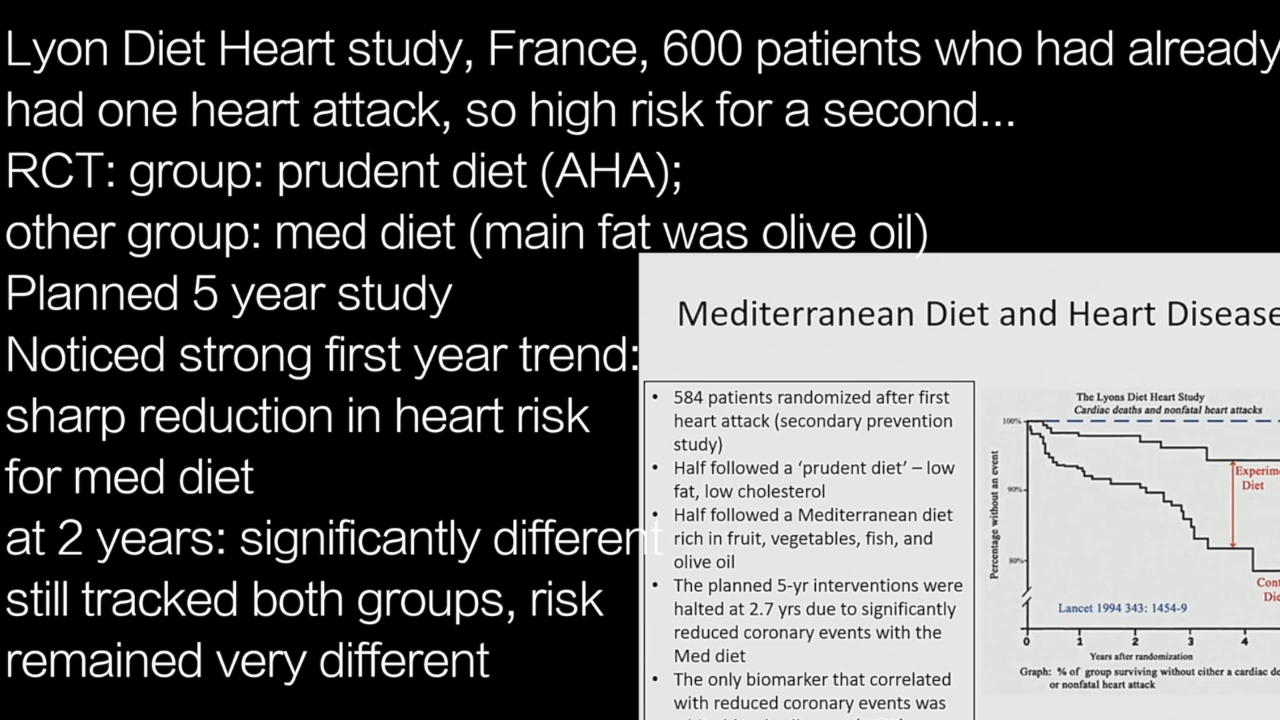 Lyon Diet Heart study, France, 600 patients who had already
had one heart attack, so high risk for a second...
RCT: group: prudent diet (AHA);
other group: med diet (main fat was olive oil)
Planned 5 year study
Noticed strong first year trend:
sharp reduction in heart risk
for med diet
at 2 years: significantly different
still tracked both groups, risk
remained very different
Mediterranean Diet and Heart Disease
• 584 patients randomized after first
heart attack (secondary prevention
study)
• Half followed a ‘prudent diet’ – low
fat, low cholesterol
• Half followed a Mediterranean diet
rich in fruit, vegetables, fish, and
olive oil
• The planned 5-yr interventions were
halted at 2.7 yrs due to significantly
reduced coronary events with the
Med diet
• The only biomarker that correlated
with reduced coronary events was
The Lyons Diet Heart Study
Cardiac deaths and nonfatal heart attacks
100%
90%
80%
Percentage without an event
Experim
Diet
Cont
Die
Lancet 1994 343: 1454-9
0 1 2 3 4
Years after randomization
Graph: % of group surviving without either a cardiac de
or nonfatal heart attack